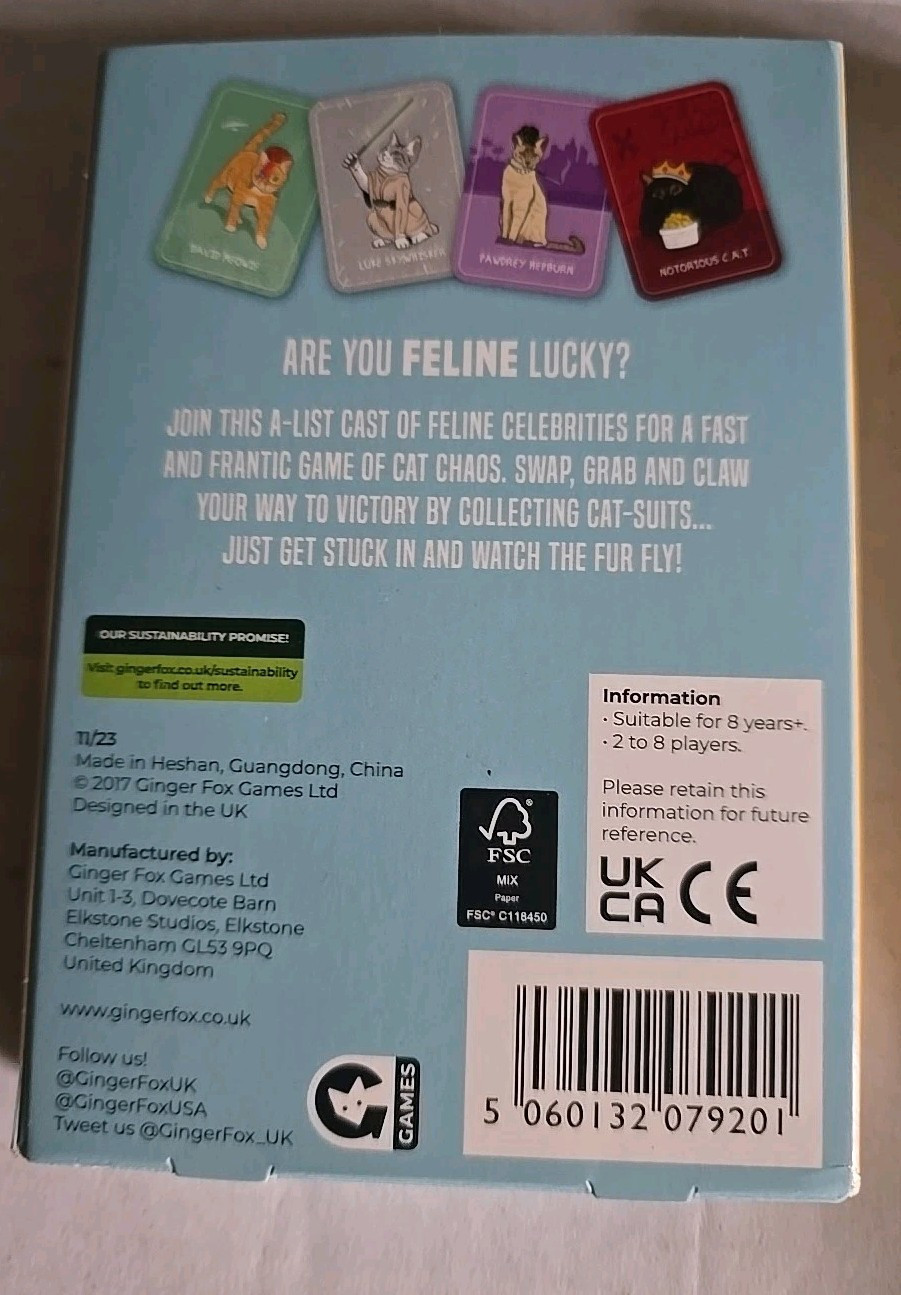 DAVID MEOWIE
LUKE SKYWHISKER
PAWDREY HEPBURN
NOTORIOUS C.A.T
ARE YOU FELINE LUCKY?
JOIN THIS A-LIST CAST OF FELINE CELEBRITIES FOR A FAST
AND FRANTIC GAME OF CAT CHAOS. SWAP, GRAB AND CLAW
YOUR WAY TO VICTORY BY COLLECTING CAT-SUITS...
JUST GET STUCK IN AND WATCH THE FUR FLY!
OUR SUSTAINABILITY PROMISE!
Visit gingerfox.co.uk/sustainability
to find out more.
11/23
Made in Heshan, Guangdong, China
© 2017 Ginger Fox Games Ltd
Designed in the UK
Manufactured by:
Ginger Fox Games Ltd
Unit 1-3, Dovecote Barn
Elkstone Studios, Elkstone
Cheltenham GL53 9PQ
United Kingdom
www.gingerfox.co.uk
Follow us!
@GingerFoxUK
@GingerFoxUSA
Tweet us @GingerFox_UK
G GAMES
®
FSC
MIX
Paper
FSC® C118450
Information
· Suitable for 8 years+.
· 2 to 8 players.
Please retain this
information for future
reference.
UK
CA CE
5 060132 079201